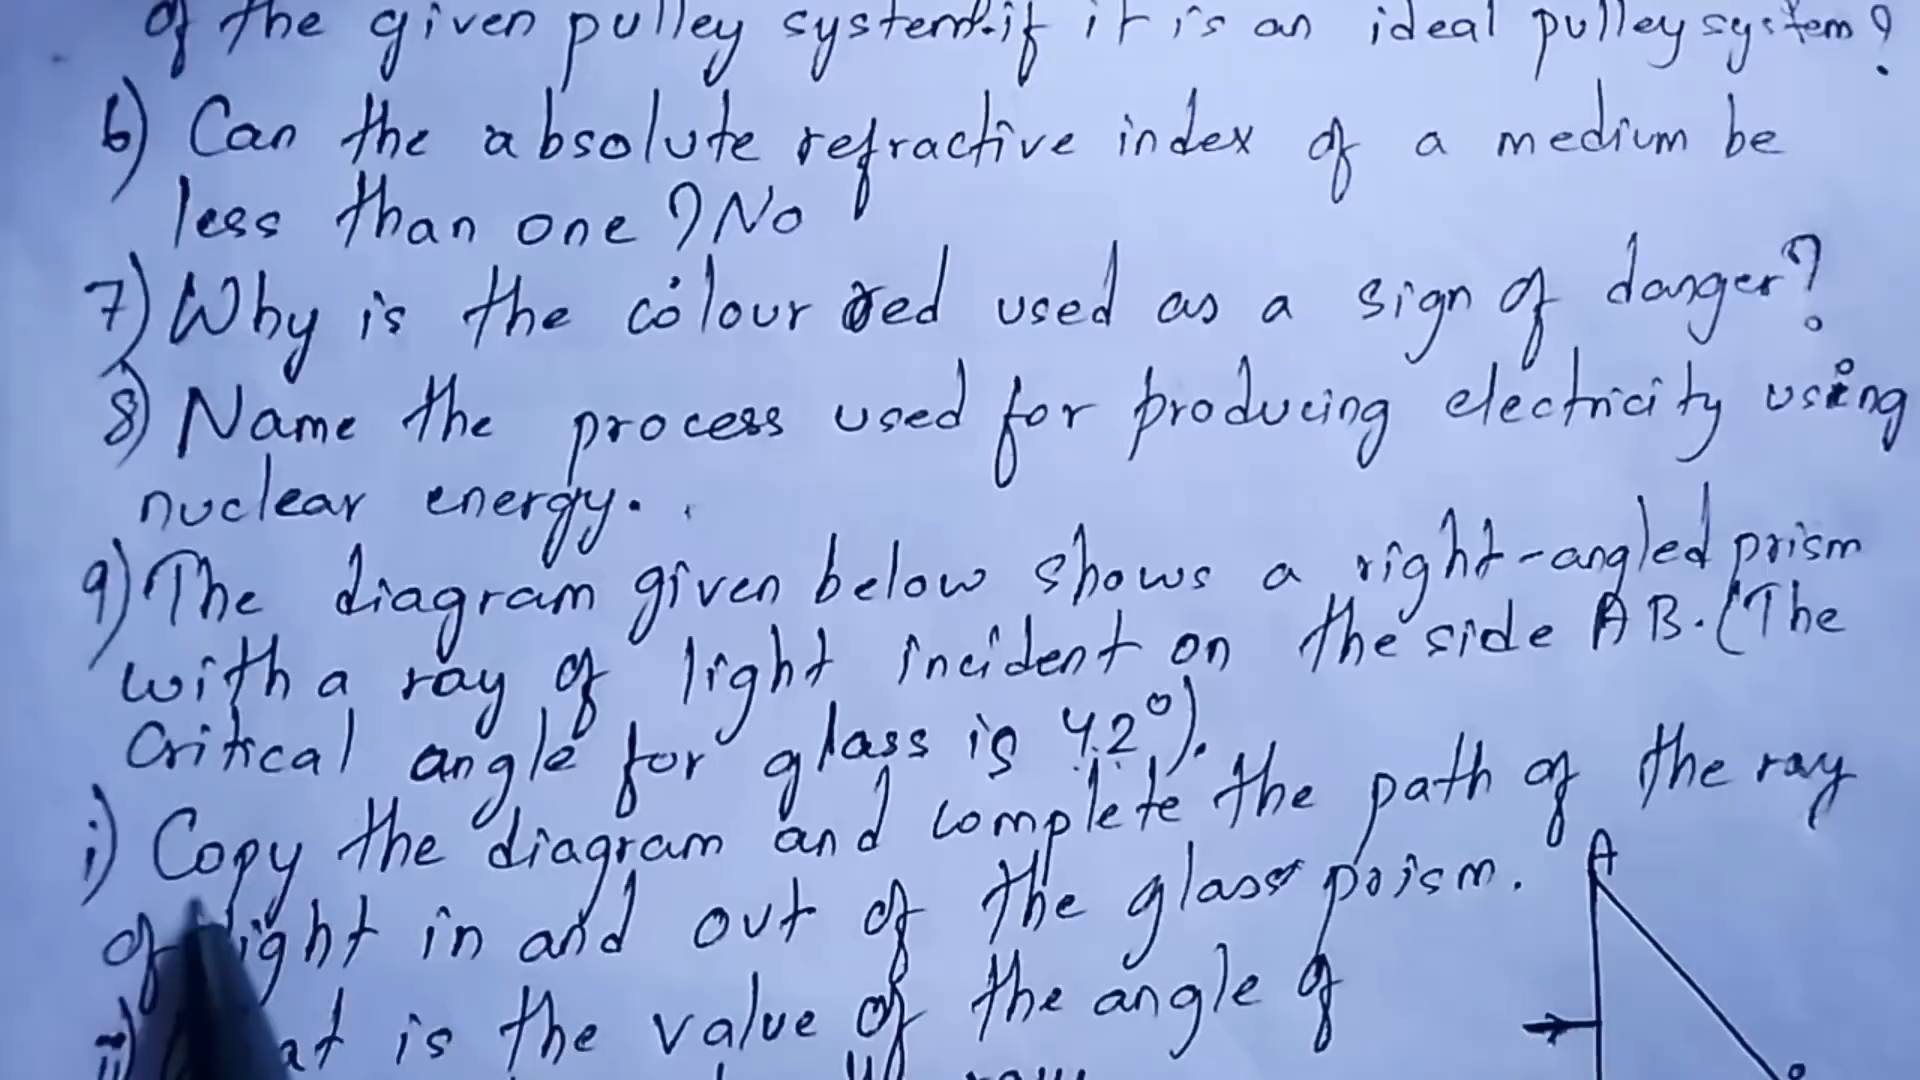 of the given pulley system.if it is an ideal pulley system?
6) Can the absolute refractive index of a medium be
less than one? No
7) Why is the colour red used as a sign of danger?
8) Name the process used for producing electricity using
nuclear energy.
9) The diagram given below shows a right-angled prism
with a ray of light incident on the side AB. (The
Critical angle for glass is 42°).
i) Copy the diagram and complete the path of the ray
of light in and out of the glass prism.
A
ii) is the value of the angle of